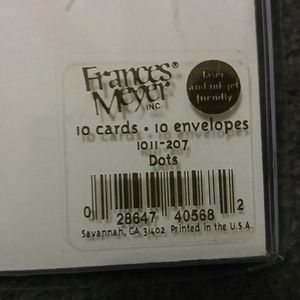 Frances®
Meyer
INC.
laser
and ink jet
friendly
10 cards • 10 envelopes
1011-207
Dots
0 28647 40568 2
Savannah, GA 31402 Printed in the U.S.A.